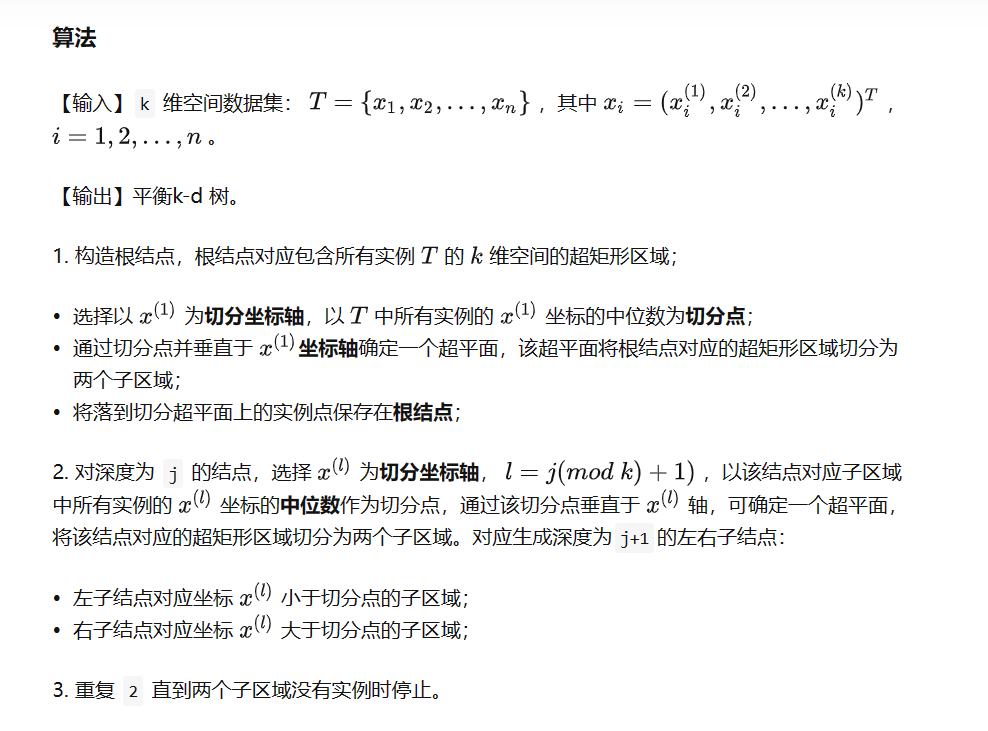 算法
【输入】 k 维空间数据集： $T = \{x_1, x_2, \ldots, x_n\}$ ，其中 $x_i = (x_i^{(1)}, x_i^{(2)}, \ldots, x_i^{(k)})^T$ ，
$i = 1, 2, \ldots, n$ 。
【输出】平衡k-d 树。
1. 构造根结点，根结点对应包含所有实例 $T$ 的 $k$ 维空间的超矩形区域；
• 选择以 $x^{(1)}$ 为切分坐标轴，以 $T$ 中所有实例的 $x^{(1)}$ 坐标的中位数为切分点；
• 通过切分点并垂直于 $x^{(1)}$ 坐标轴确定一个超平面，该超平面将根结点对应的超矩形区域切分为
两个子区域；
• 将落到切分超平面上的实例点保存在根结点；
2. 对深度为 j 的结点，选择 $x^{(l)}$ 为切分坐标轴， $l = j(mod\ k) + 1)$ ，以该结点对应子区域
中所有实例的 $x^{(l)}$ 坐标的中位数作为切分点，通过该切分点垂直于 $x^{(l)}$ 轴，可确定一个超平面，
将该结点对应的超矩形区域切分为两个子区域。对应生成深度为 j+1 的左右子结点：
• 左子结点对应坐标 $x^{(l)}$ 小于切分点的子区域；
• 右子结点对应坐标 $x^{(l)}$ 大于切分点的子区域；
3. 重复 2 直到两个子区域没有实例时停止。